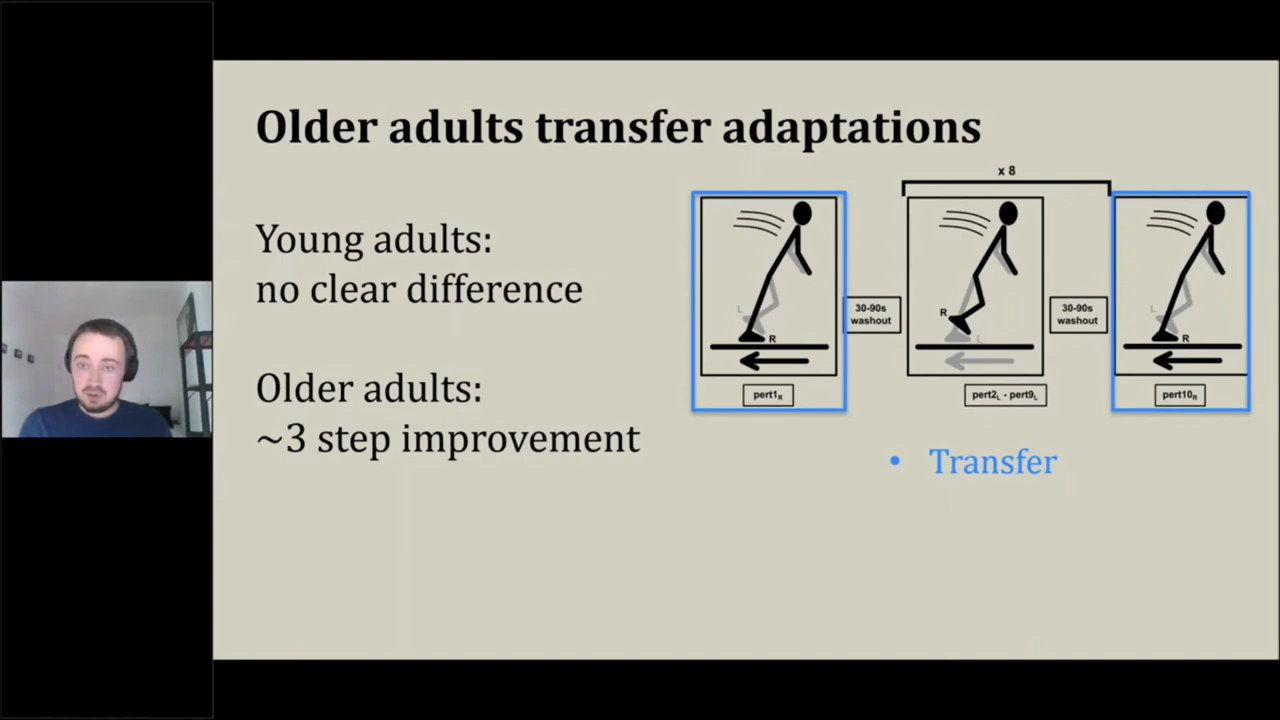 Older adults transfer adaptations
Young adults:
no clear difference
Older adults:
~3 step improvement
x 8
L
R
30-90s
washout
R
L
30-90s
washout
L
R
pert1R
pert2L - pert9L
pert10R
• Transfer